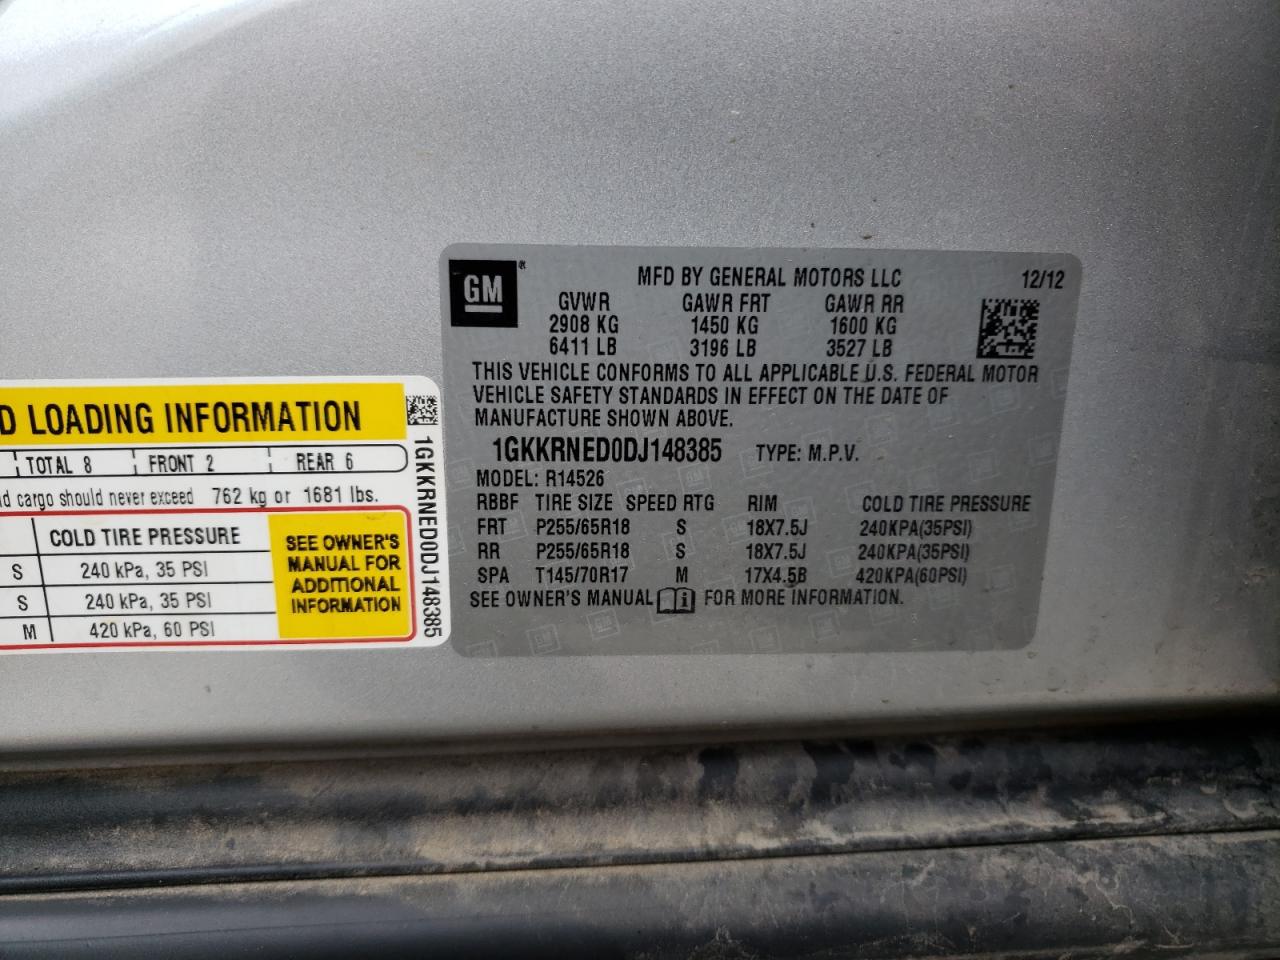 D LOADING INFORMATION
TOTAL 8 FRONT 2 REAR 6
d cargo should never exceed 762 kg or 1681 lbs.
COLD TIRE PRESSURE
S 240 kPa, 35 PSI
S 240 kPa, 35 PSI
M 420 kPa, 60 PSI
SEE OWNER'S
MANUAL FOR
ADDITIONAL
INFORMATION
1GKKRNED0DJ148385
GM®
MFD BY GENERAL MOTORS LLC 12/12
GVWR GAWR FRT GAWR RR
2908 KG 1450 KG 1600 KG
6411 LB 3196 LB 3527 LB
THIS VEHICLE CONFORMS TO ALL APPLICABLE U.S. FEDERAL MOTOR
VEHICLE SAFETY STANDARDS IN EFFECT ON THE DATE OF
MANUFACTURE SHOWN ABOVE.
1GKKRNED0DJ148385 TYPE: M.P.V.
MODEL: R14526
RBBF TIRE SIZE SPEED RTG RIM COLD TIRE PRESSURE
FRT P255/65R18 S 18X7.5J 240KPA(35PSI)
RR P255/65R18 S 18X7.5J 240KPA(35PSI)
SPA T145/70R17 M 17X4.5B 420KPA(60PSI)
SEE OWNER'S MANUAL i FOR MORE INFORMATION.